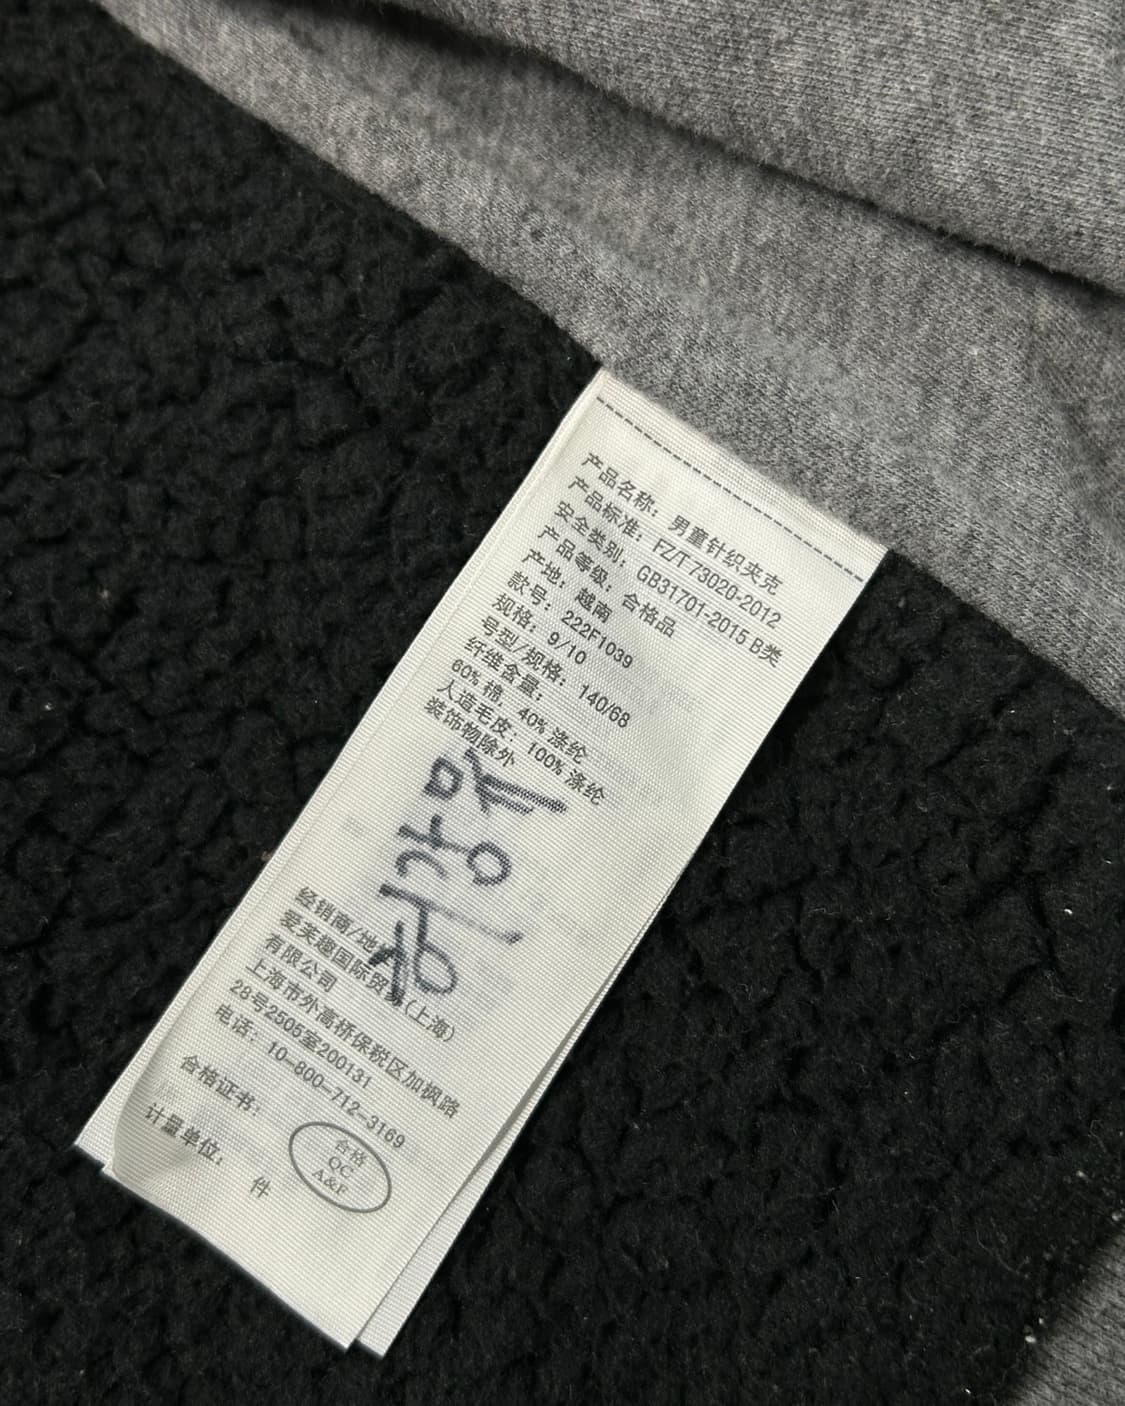 产品名称: 男童针织夹克
产品标准: FZ/T 73020-2012
安全类别: GB31701-2015 B类
产品等级: 合格品
产地: 越南
款号: 222F1039
规格: 9/10
号型/规格: 140/68
纤维含量:
60% 棉, 40% 涤纶
人造毛皮: 100% 涤纶
装饰物除外
经销商/地
爱芙趣国际贸 (上海)
有限公司
上海市外高桥保税区加枫路
28号2505室200131
电话: 10-800-712-3169
合格证书:
合格
QC
A&F
计量单位: 件